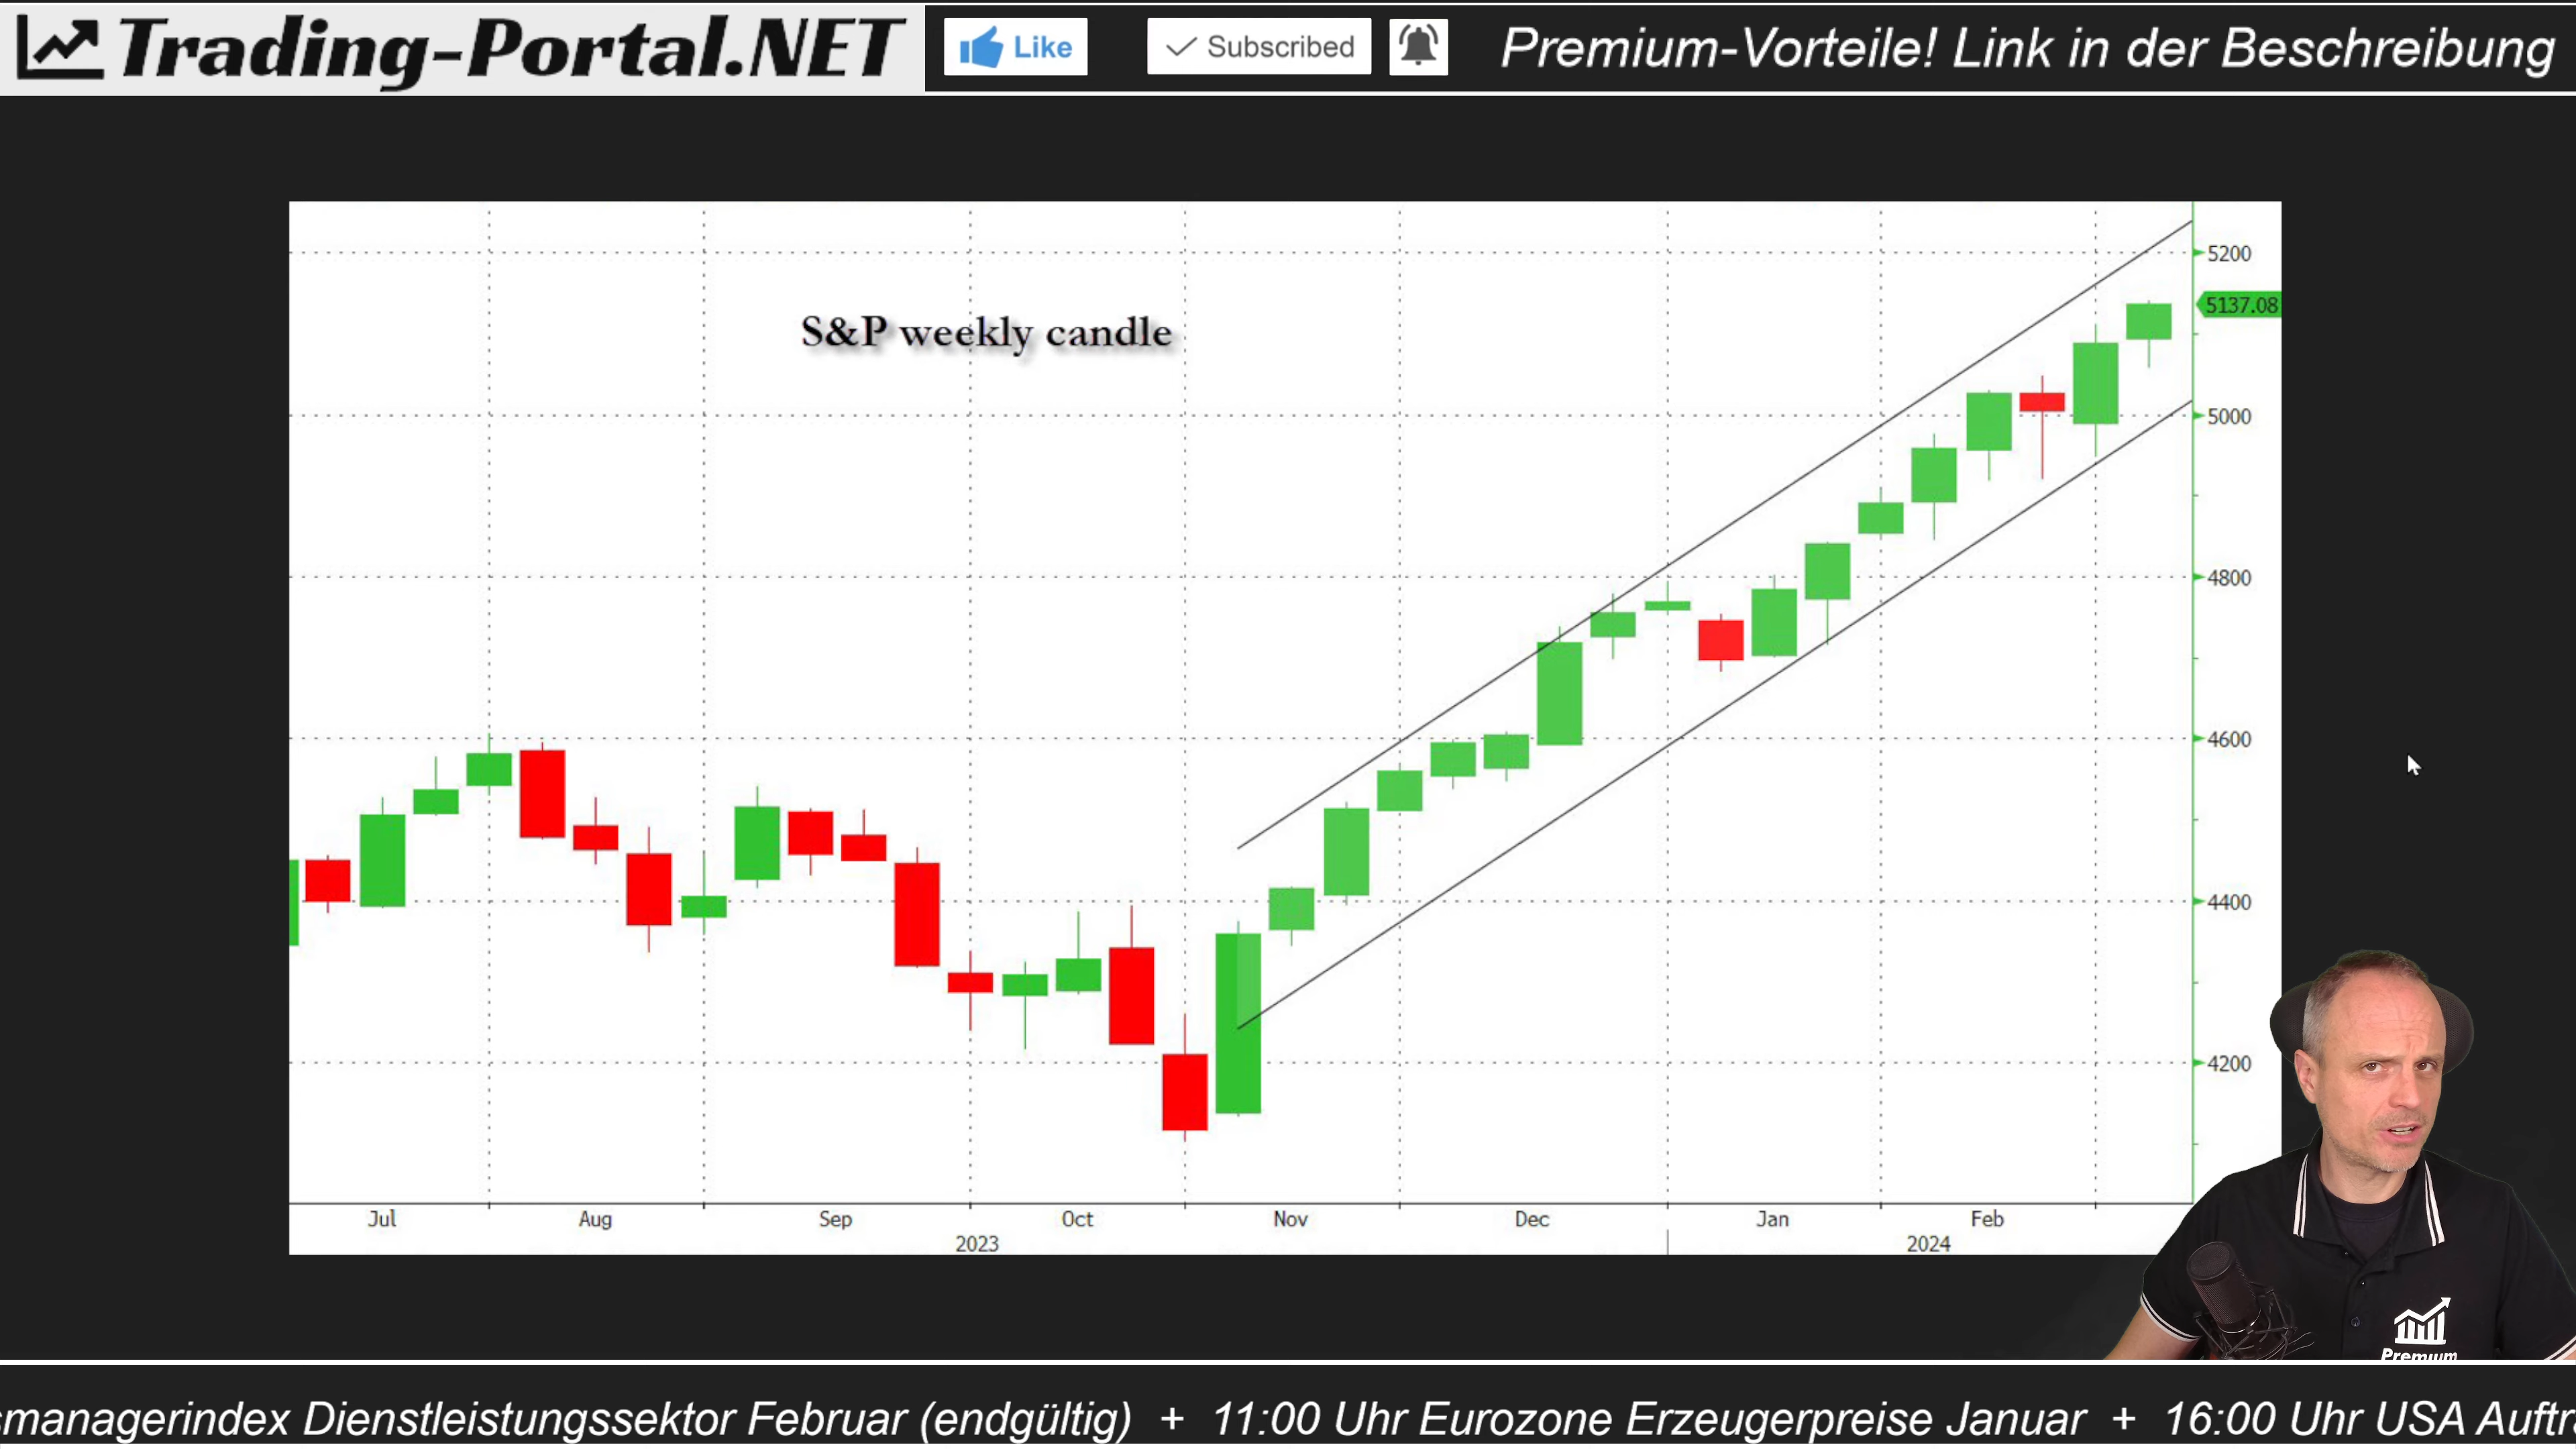 Trading-Portal.NET
Like
Subscribed
Premium-Vorteile! Link in der Beschreibung
S&P weekly candle
5200
5137.08
5000
4800
4600
4400
4200
Jul Aug Sep Oct Nov Dec Jan Feb
2023 2024
Premium
smanagerindex Dienstleistungssektor Februar (endgültig) + 11:00 Uhr Eurozone Erzeugerpreise Januar + 16:00 Uhr USA Auftr